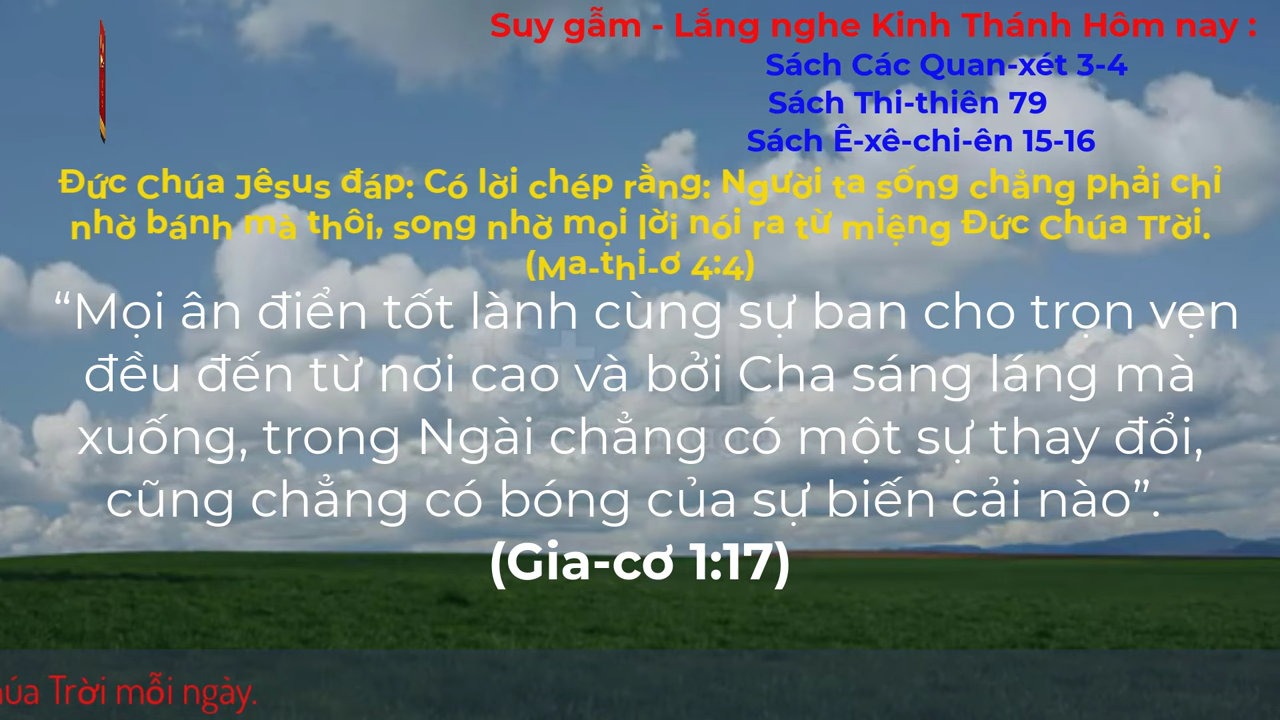 Suy gẫm - Lắng nghe Kinh Thánh Hôm nay :
Sách Các Quan-xét 3-4
Sách Thi-thiên 79
Sách Ê-xê-chi-ên 15-16
Đức Chúa Jêsus đáp: Có lời chép rằng: Người ta sống chẳng phải chỉ
nhờ bánh mà thôi, song nhờ mọi lời nói ra từ miệng Đức Chúa Trời.
(Ma-thi-ơ 4:4)
“Mọi ân điển tốt lành cùng sự ban cho trọn vẹn
đều đến từ nơi cao và bởi Cha sáng láng mà
xuống, trong Ngài chẳng có một sự thay đổi,
cũng chẳng có bóng của sự biến cải nào”.
(Gia-cơ 1:17)
Trời mỗi ngày.